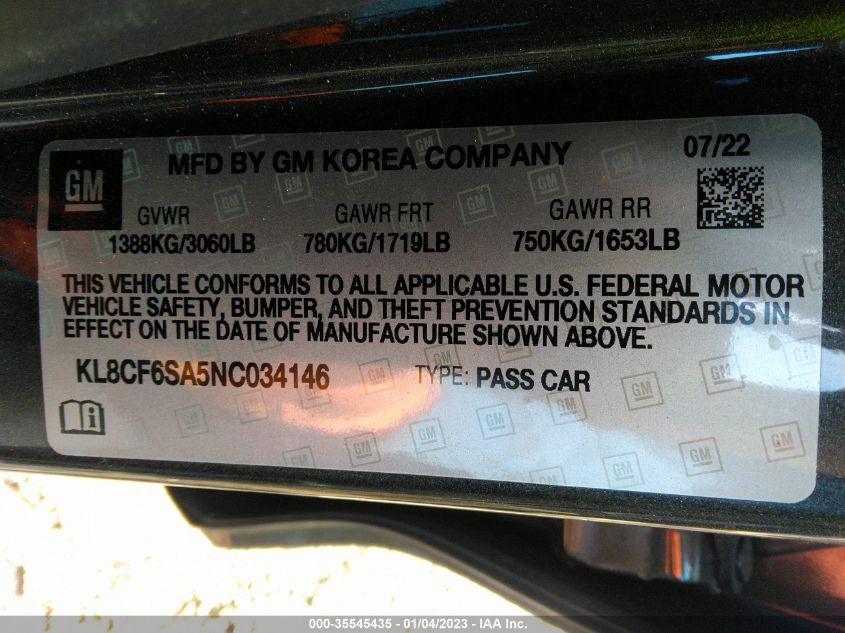 GM
MFD BY GM KOREA COMPANY
07/22
GVWR
GAWR FRT
GAWR RR
1388KG/3060LB
780KG/1719LB
750KG/1653LB
THIS VEHICLE CONFORMS TO ALL APPLICABLE U.S. FEDERAL MOTOR
VEHICLE SAFETY, BUMPER, AND THEFT PREVENTION STANDARDS IN
EFFECT ON THE DATE OF MANUFACTURE SHOWN ABOVE.
KL8CF6SA5NC034146
TYPE: PASS CAR
000-35545435 - 01/04/2023 - IAA Inc.